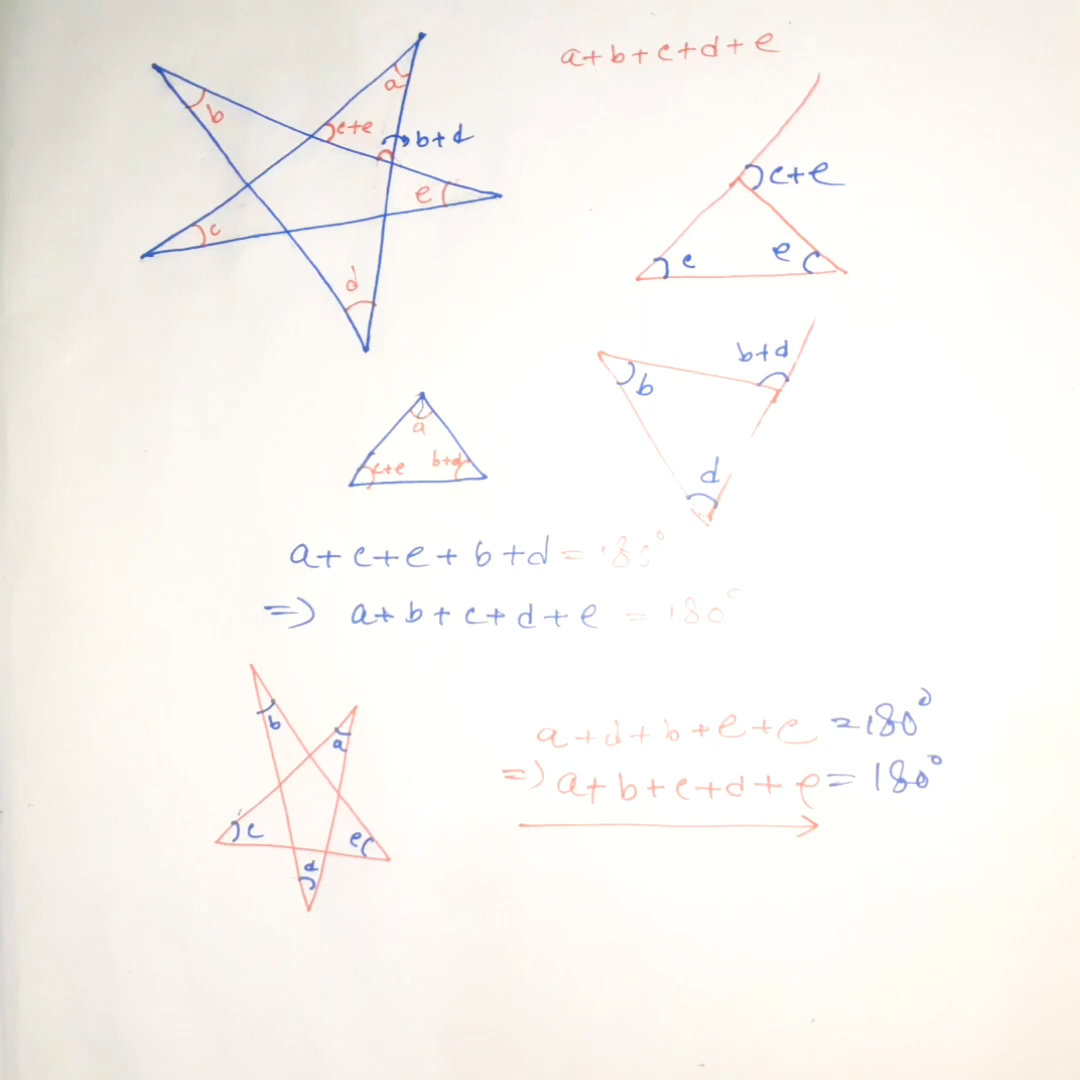 a+b+c+d+e
a
b
c+e
b+d
e
c
d
c+e
c
e
b+d
b
d
a
c+e
b+d
a+c+e+b+d=180°
=> a+b+c+d+e = 180°
b
a
c
e
d
a+d+b+e+c =180°
=> a+b+c+d+e = 180°